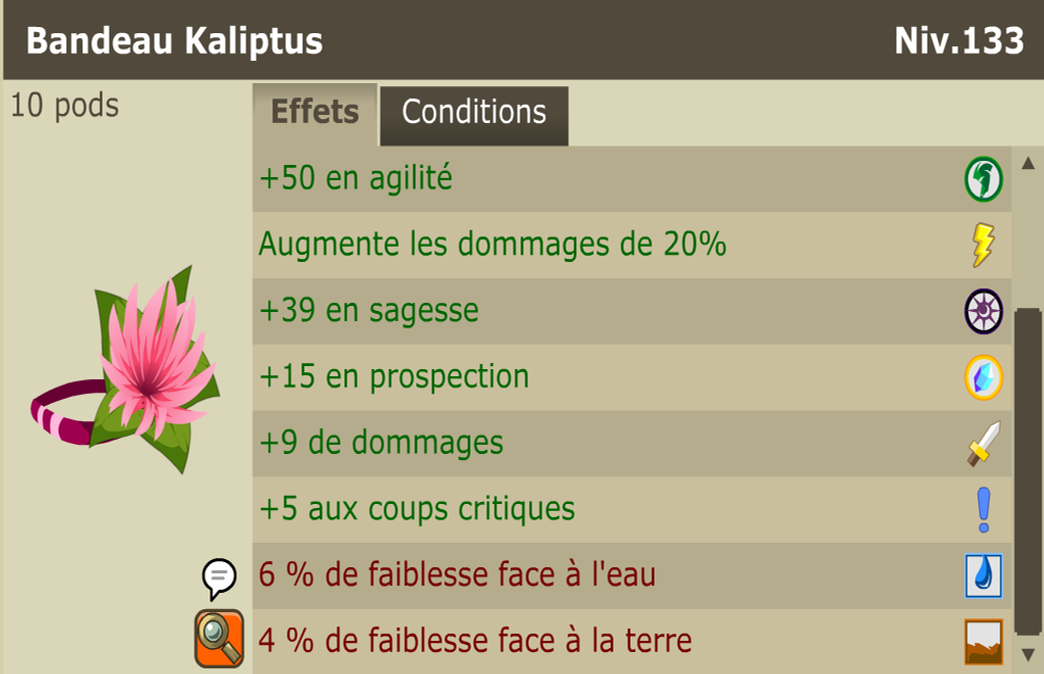 Bandeau Kaliptus
Niv.133
10 pods
Effets
Conditions
+50 en agilité
Augmente les dommages de 20%
+39 en sagesse
+15 en prospection
+9 de dommages
+5 aux coups critiques
6 % de faiblesse face à l'eau
4 % de faiblesse face à la terre